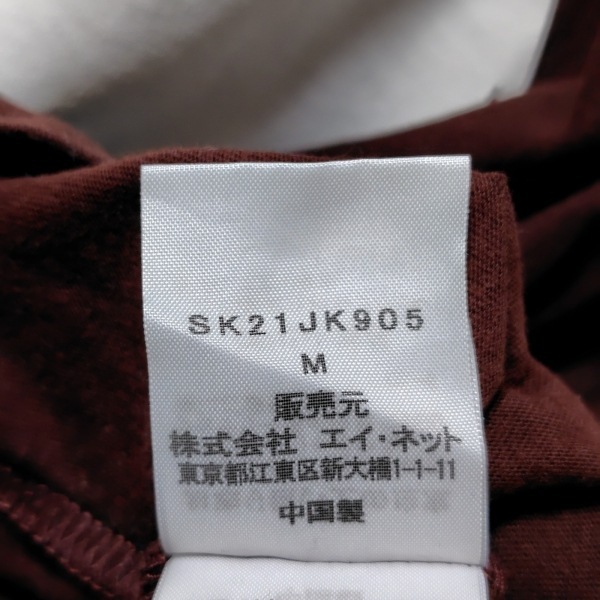 SK21JK905
M
販売元
株式会社 エイ・ネット
東京都江東区新大橋1-1-11
中国製